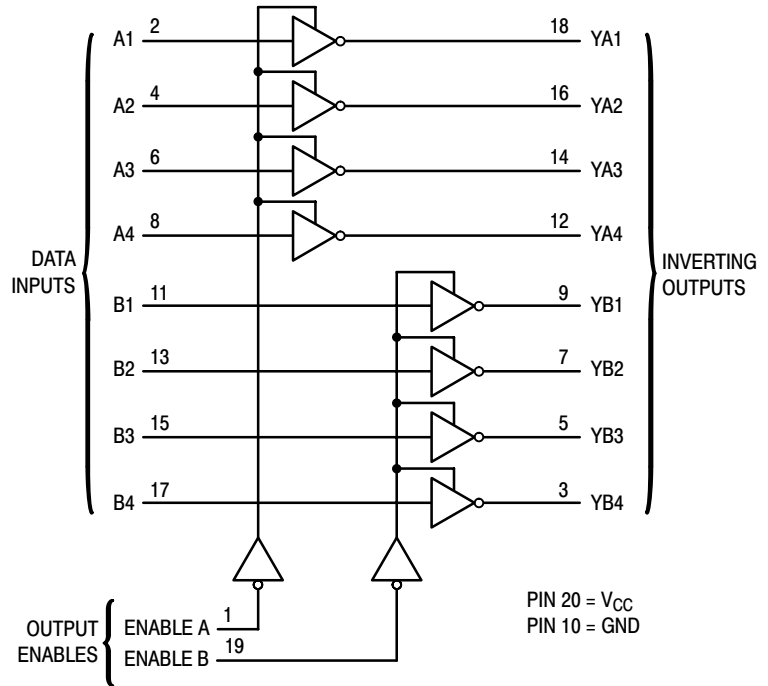 A1 2 18 YA1
A2 4 16 YA2
A3 6 14 YA3
A4 8 12 YA4
DATA
INPUTS
INVERTING
OUTPUTS
B1 11 9 YB1
B2 13 7 YB2
B3 15 5 YB3
B4 17 3 YB4
OUTPUT
ENABLES
ENABLE A 1
ENABLE B 19
PIN 20 = VCC
PIN 10 = GND